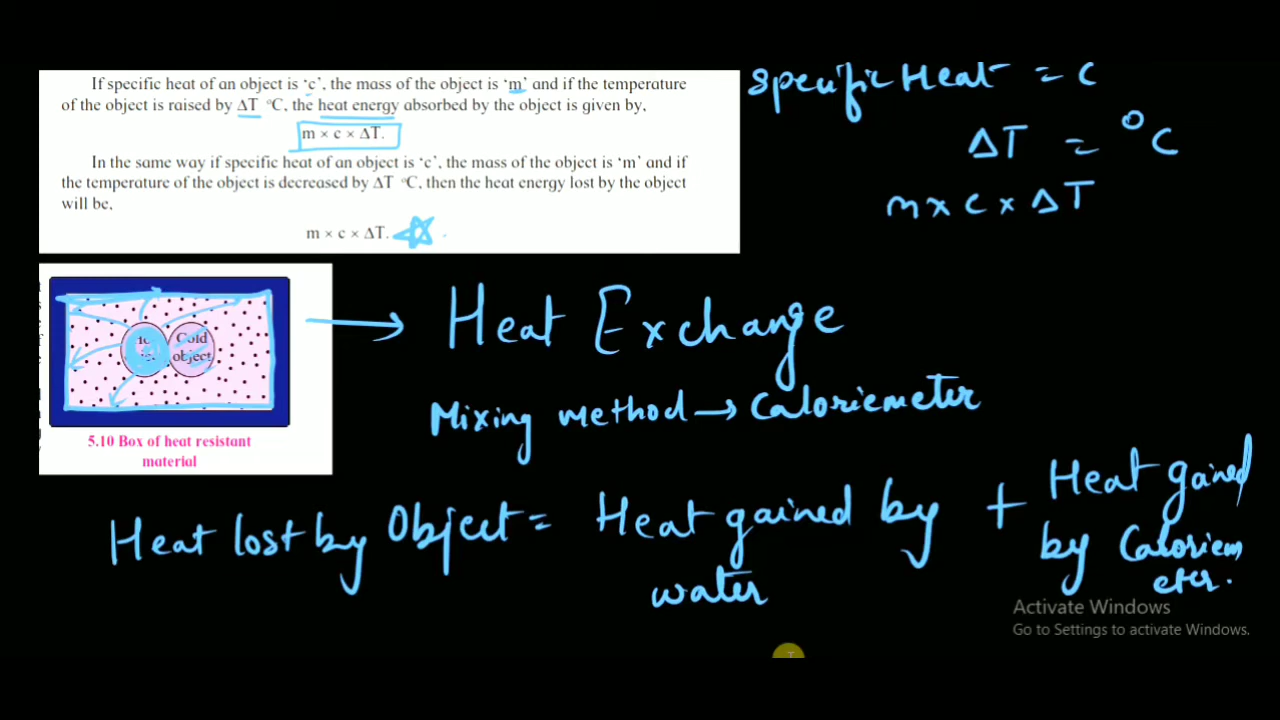 If specific heat of an object is ‘c’, the mass of the object is ‘m’ and if the temperature
of the object is raised by ΔT °C, the heat energy absorbed by the object is given by,
m × c × ΔT.
In the same way if specific heat of an object is ‘c’, the mass of the object is ‘m’ and if
the temperature of the object is decreased by ΔT °C, then the heat energy lost by the object
will be,
m × c × ΔT.
Specific Heat = c
ΔT = °C
m x c x ΔT
Cold
object
5.10 Box of heat resistant
material
Heat Exchange
Mixing method → Caloriemeter
Heat lost by Object = Heat gained by water + Heat gained by Caloriemeter.
Activate Windows
Go to Settings to activate Windows.